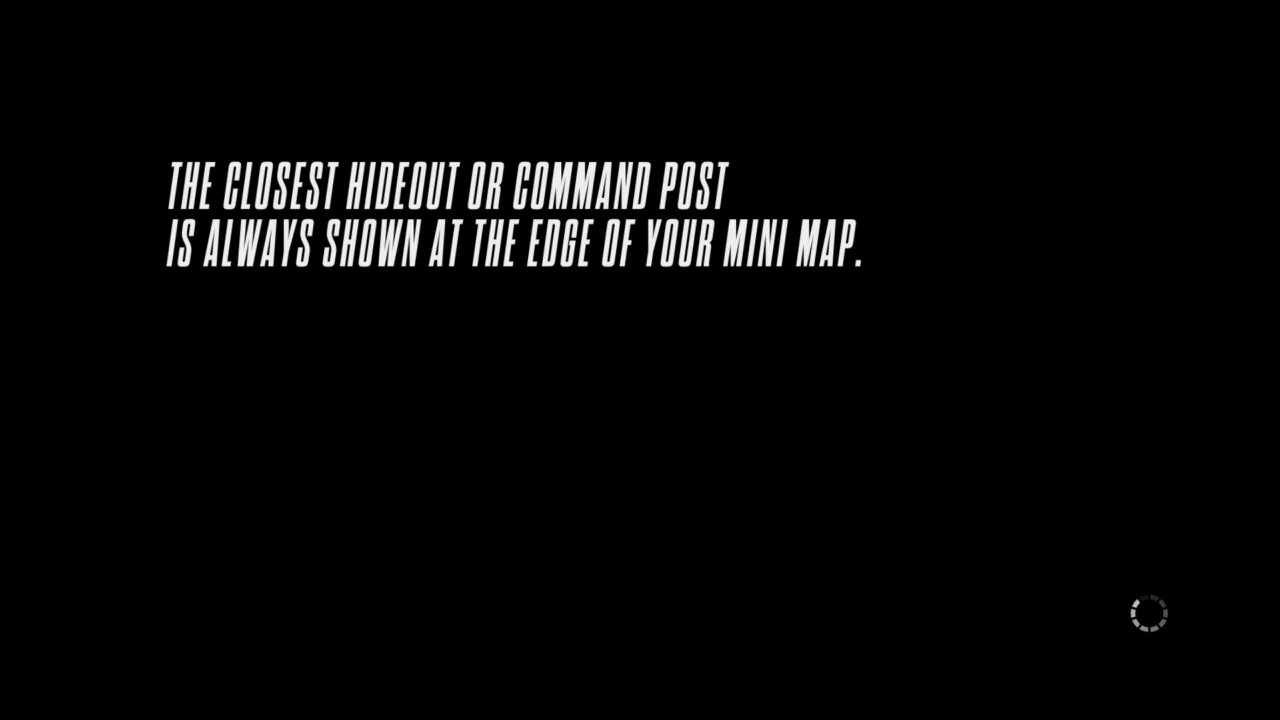 THE CLOSEST HIDEOUT OR COMMAND POST
IS ALWAYS SHOWN AT THE EDGE OF YOUR MINI MAP.